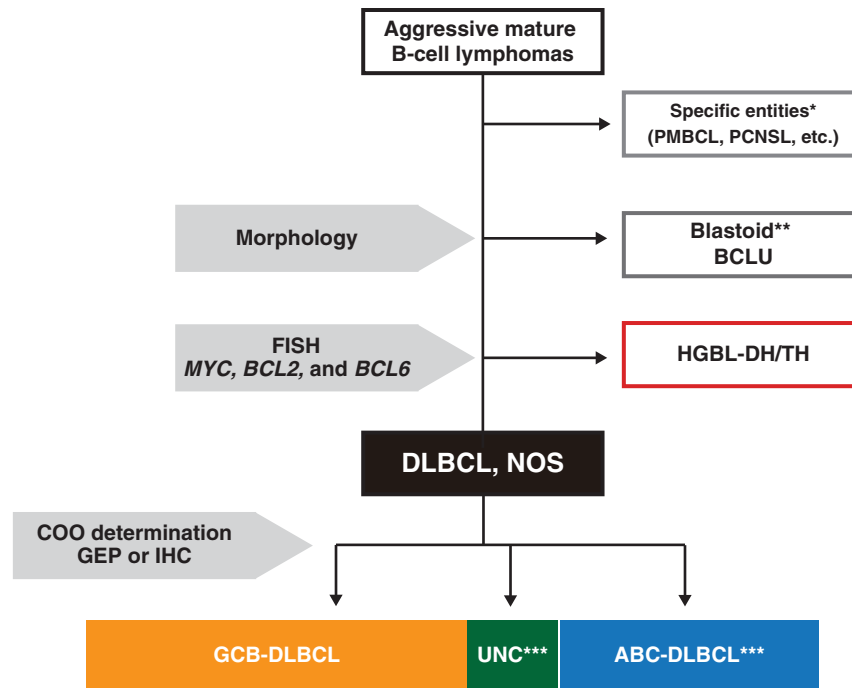 Aggressive mature
B-cell lymphomas
Specific entities*
(PMBCL, PCNSL, etc.)
Morphology
Blastoid**
BCLU
FISH
MYC, BCL2, and BCL6
HGBL-DH/TH
DLBCL, NOS
COO determination
GEP or IHC
GCB-DLBCL
UNC***
ABC-DLBCL***